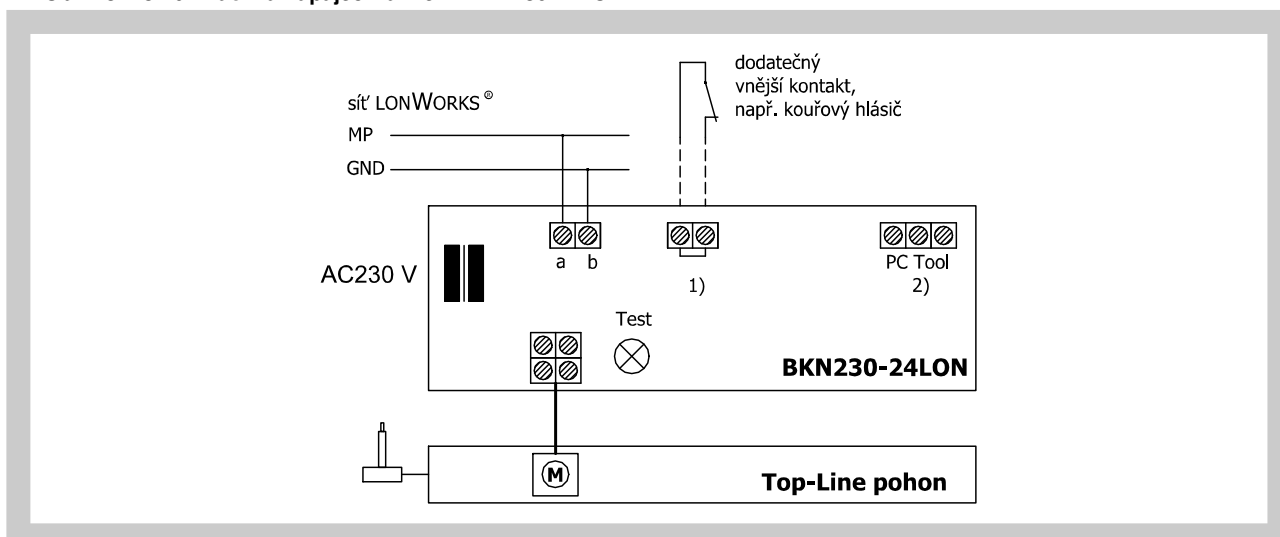 dodatečný
vnější kontakt,
např. kouřový hlásič
síť LONWORKS®
MP
GND
AC230 V
a b
1)
PC Tool
2)
Test
BKN230-24LON
M
Top-Line pohon